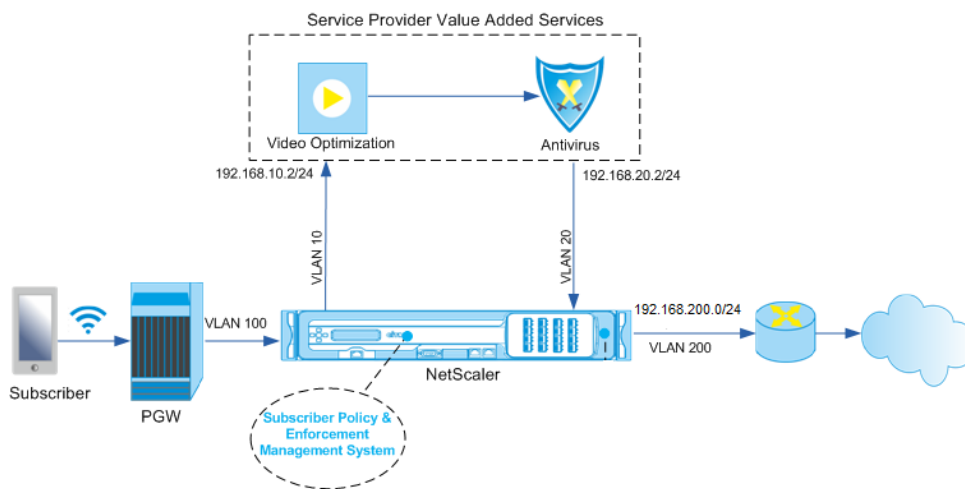 Service Provider Value Added Services
Video Optimization
Antivirus
192.168.10.2/24
192.168.20.2/24
VLAN 10
VLAN 20
192.168.200.0/24
VLAN 100
VLAN 200
NetScaler
Subscriber
PGW
Subscriber Policy &
Enforcement
Management System